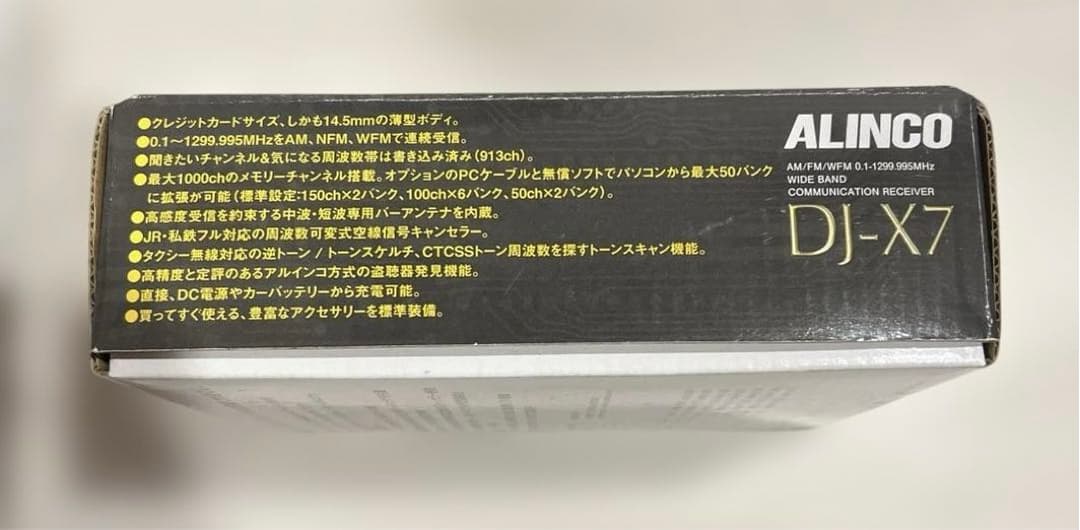 ●クレジットカードサイズ、しかも14.5mmの薄型ボディ。
●0.1〜1299.995MHzをAM、NFM、WFMで連続受信。
●聞きたいチャンネル&気になる周波数帯は書き込み済み(913ch)。
●最大1000chのメモリーチャンネル搭載。オプションのPCケーブルと無償ソフトでパソコンから最大50バンク
に拡張が可能(標準設定:150ch×2バンク、100ch×6バンク、50ch×2バンク)。
●高感度受信を約束する中波・短波専用バーアンテナを内蔵。
●JR・私鉄フル対応の周波数可変式空線信号キャンセラー。
●タクシー無線対応の逆トーン / トーンスケルチ、CTCSSトーン周波数を探すトーンスキャン機能。
●高精度と定評のあるアルインコ方式の盗聴器発見機能。
●直接、DC電源やカーバッテリーから充電可能。
●買ってすぐ使える、豊富なアクセサリーを標準装備。
ALINCO
AM/FM/WFM 0.1-1299.995MHz
WIDE BAND
COMMUNICATION RECEIVER
DJ-X7